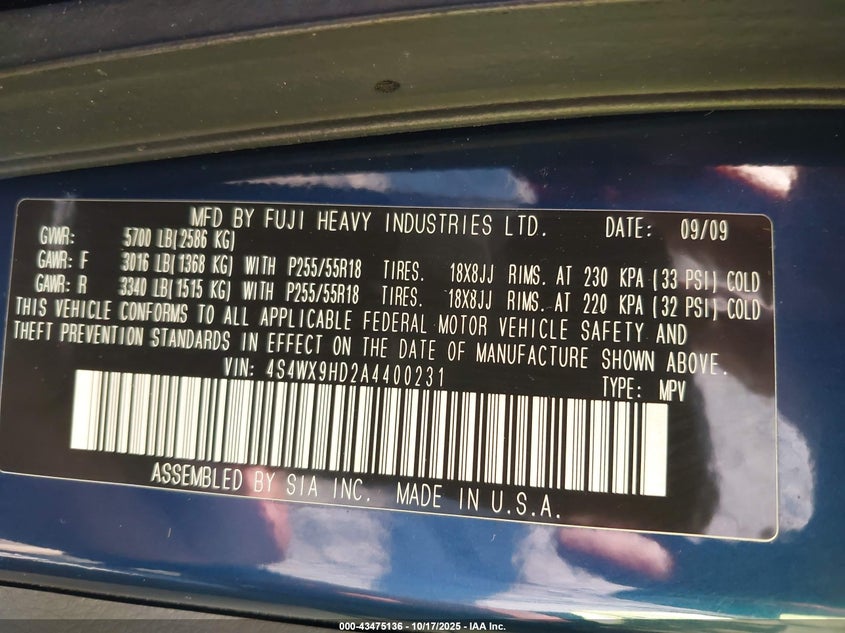 MFD BY FUJI HEAVY INDUSTRIES LTD. DATE: 09/09
GVWR: 5700 LB(2586 KG)
GAWR: F 3016 LB(1368 KG) WITH P255/55R18 TIRES. 18X8JJ RIMS. AT 230 KPA(33 PSI) COLD
GAWR: R 3340 LB(1515 KG) WITH P255/55R18 TIRES. 18X8JJ RIMS. AT 220 KPA(32 PSI) COLD
THIS VEHICLE CONFORMS TO ALL APPLICABLE FEDERAL MOTOR VEHICLE SAFETY AND
THEFT PREVENTION STANDARDS IN EFFECT ON THE DATE OF MANUFACTURE SHOWN ABOVE.
VIN: 4S4WX9HD2A4400231 TYPE: MPV
ASSEMBLED BY SIA INC. MADE IN U.S.A.
000-43475136 - 10/17/2025 - IAA Inc.